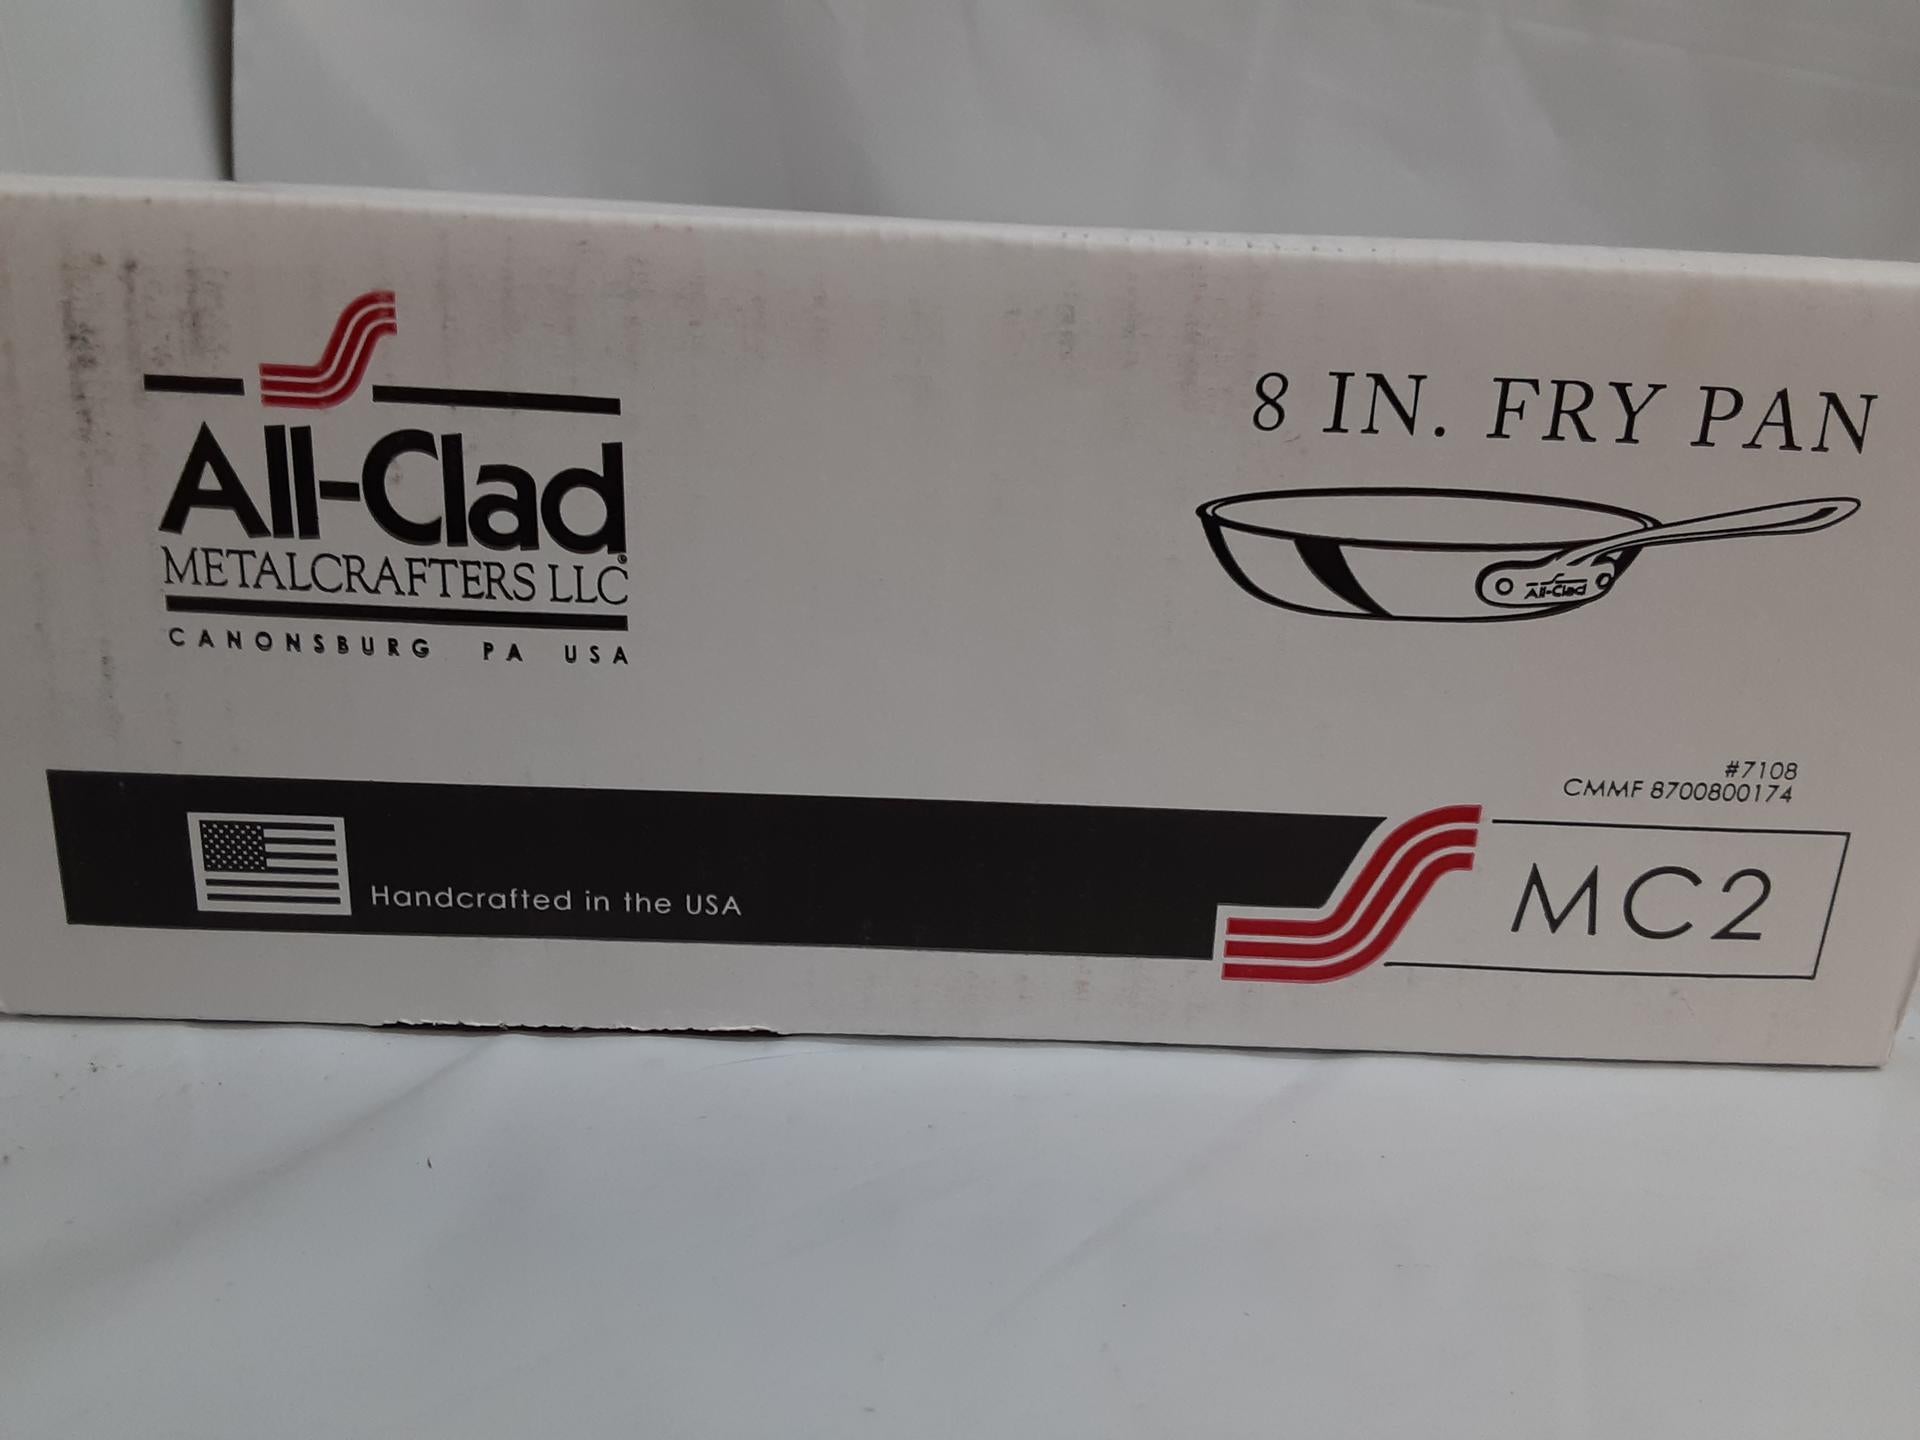 All-Clad
METALCRAFTERS LLC®
CANONSBURG PA USA
8 IN. FRY PAN
All-Clad
#7108
CMMF 8700800174
Handcrafted in the USA
MC2